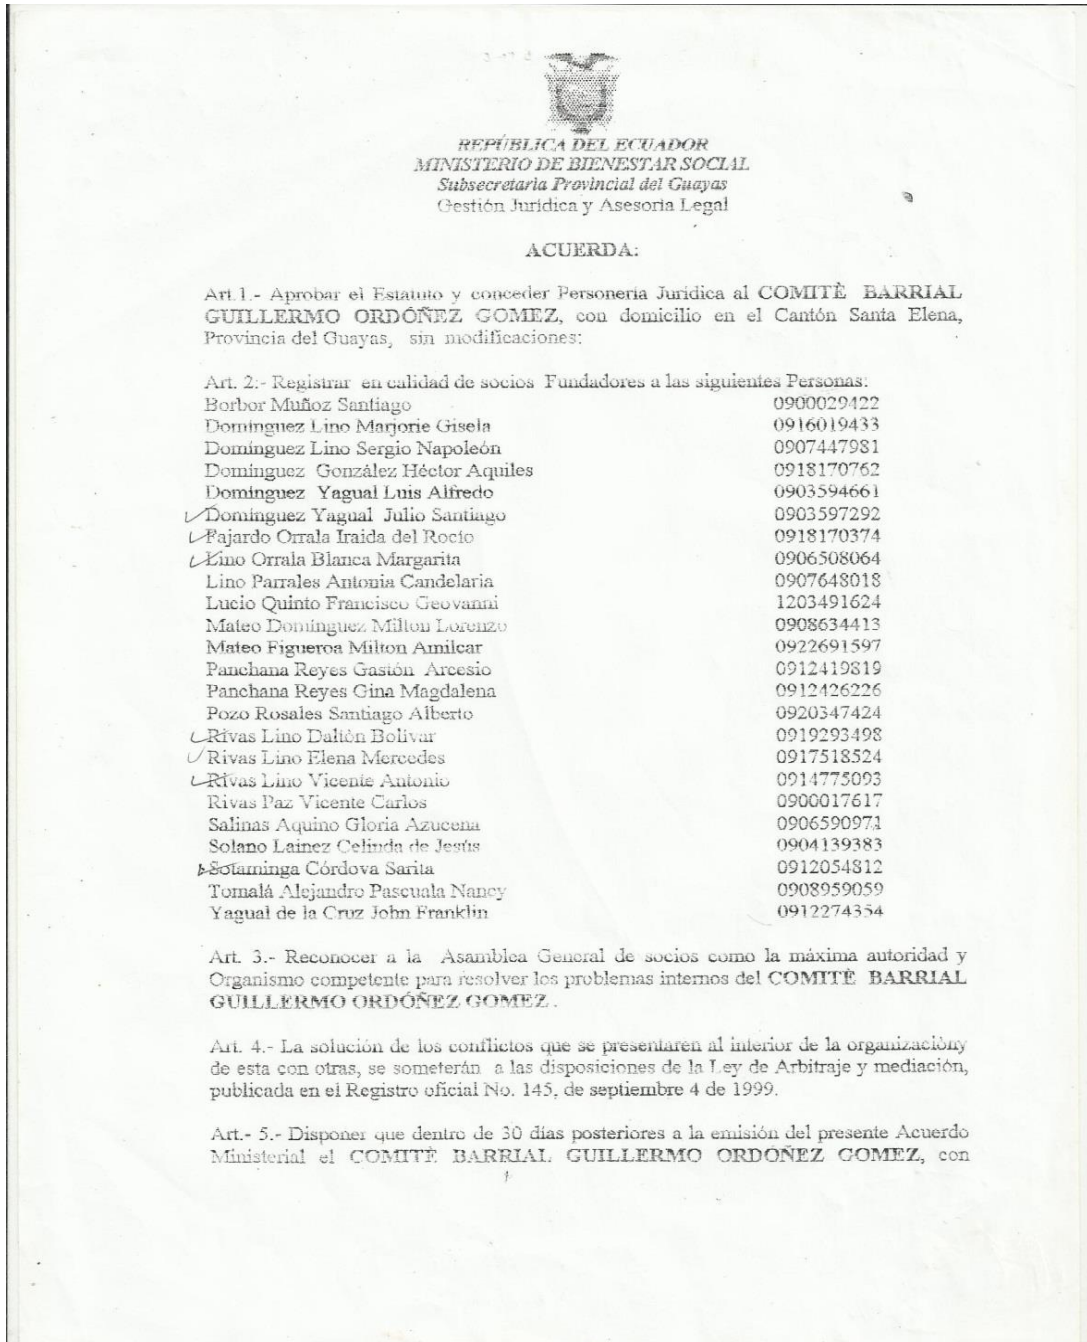 REPÚBLICA DEL ECUADOR
MINISTERIO DE BIENESTAR SOCIAL
Subsecretaria Provincial del Guayas
Gestión Jurídica y Asesoria Legal
ACUERDA:
Art.1.- Aprobar el Estatuto y conceder Personeria Juridica al COMITÈ BARRIAL
GUILLERMO ORDÓÑEZ GOMEZ, con domicilio en el Cantón Santa Elena,
Provincia del Guayas, sin modificaciones:
Art. 2.- Registrar en calidad de socios Fundadores a las siguientes Personas:
Borbor Muñoz Santiago 0900029422
Domínguez Lino Marjorie Gisela 0916019433
Domínguez Lino Sergio Napoleón 0907447981
Domínguez González Héctor Aquiles 0918170762
Domínguez Yagual Luis Alfredo 0903594661
Domínguez Yagual Julio Santiago 0903597292
Fajardo Orrala Iraida del Rocío 0918170374
Lino Orrala Blanca Margarita 0906508064
Lino Parrales Antonia Candelaria 0907648018
Lucio Quinto Francisco Geovanni 1203491624
Mateo Domínguez Milton Lorenzo 0908634413
Mateo Figueroa Milton Amilcar 0922691597
Panchana Reyes Gastón Arcesio 0912419819
Panchana Reyes Gina Magdalena 0912426226
Pozo Rosales Santiago Alberto 0920347424
Rivas Lino Daltón Bolívar 0919293498
Rivas Lino Elena Mercedes 0917518524
Rivas Lino Vicente Antonio 0914775093
Rivas Paz Vicente Carlos 0900017617
Salinas Aquino Gloria Azucena 0906590971
Solano Lainez Celinda de Jesús 0904139383
Sotaminga Córdova Sarita 0912054812
Tomalá Alejandro Pascuala Nancy 0908959059
Yagual de la Cruz John Franklin 0912274354
Art. 3.- Reconocer a la Asamblea General de socios como la máxima autoridad y
Organismo competente para resolver los problemas internos del COMITÈ BARRIAL
GUILLERMO ORDÓÑEZ GOMEZ.
Art. 4.- La solución de los conflictos que se presentaren al interior de la organizacióny
de esta con otras, se someterán a las disposiciones de la Ley de Arbitraje y mediación,
publicada en el Registro oficial No. 145, de septiembre 4 de 1999.
Art.- 5.- Disponer que dentro de 30 días posteriores a la emisión del presente Acuerdo
Ministerial el COMITÈ BARRIAL GUILLERMO ORDÓÑEZ GOMEZ, con